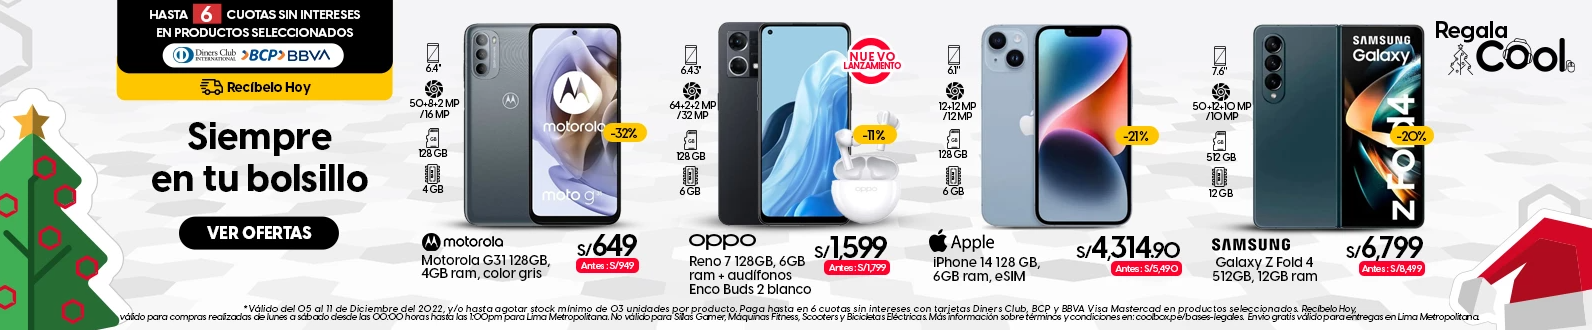 HASTA 6 CUOTAS SIN INTERESES
EN PRODUCTOS SELECCIONADOS
Diners Club INTERNATIONAL BCP BBVA
Recíbelo Hoy
Siempre
en tu bolsillo
VER OFERTAS
6.4"
50+8+2 MP
/16 MP
128 GB
4 GB
motorola
moto g31
-32%
motorola
Motorola G31 128GB,
4GB ram, color gris
S/649
Antes : S/949
6.43"
64+2+2 MP
/32 MP
128 GB
6 GB
NUEVO
LANZAMIENTO
-11%
oppo
oppo
Reno 7 128GB, 6GB
ram + audífonos
Enco Buds 2 blanco
S/1,599
Antes : S/1,799
6.1"
12+12 MP
/12 MP
128 GB
6 GB
-21%
Apple
iPhone 14 128 GB,
6GB ram, eSIM
S/4,314.90
Antes : S/5,490
7.6"
50+12+10 MP
/10 MP
512 GB
12 GB
SAMSUNG
Galaxy
Z Fold4
-20%
SAMSUNG
Galaxy Z Fold 4
512GB, 12GB ram
S/6,799
Antes : S/8,499
Regala
Cool
*Válido del 05 al 11 de Diciembre del 2022, y/o hasta agotar stock mínimo de 03 unidades por producto. Paga hasta en 6 cuotas sin intereses con tarjetas Diners Club, BCP y BBVA Visa Mastercad en productos seleccionados. Recíbelo Hoy,
válido para compras realizadas de lunes a sábado desde las 00:00 horas hasta las 1:00pm para Lima Metropolitana. No válido para Sillas Gamer, Máquinas Fitness, Scooters y Bicicletas Eléctricas. Más información sobre términos y condiciones en: coolbox.pe/bases-legales. Envío gratis válido para entregas en Lima Metropolitana.